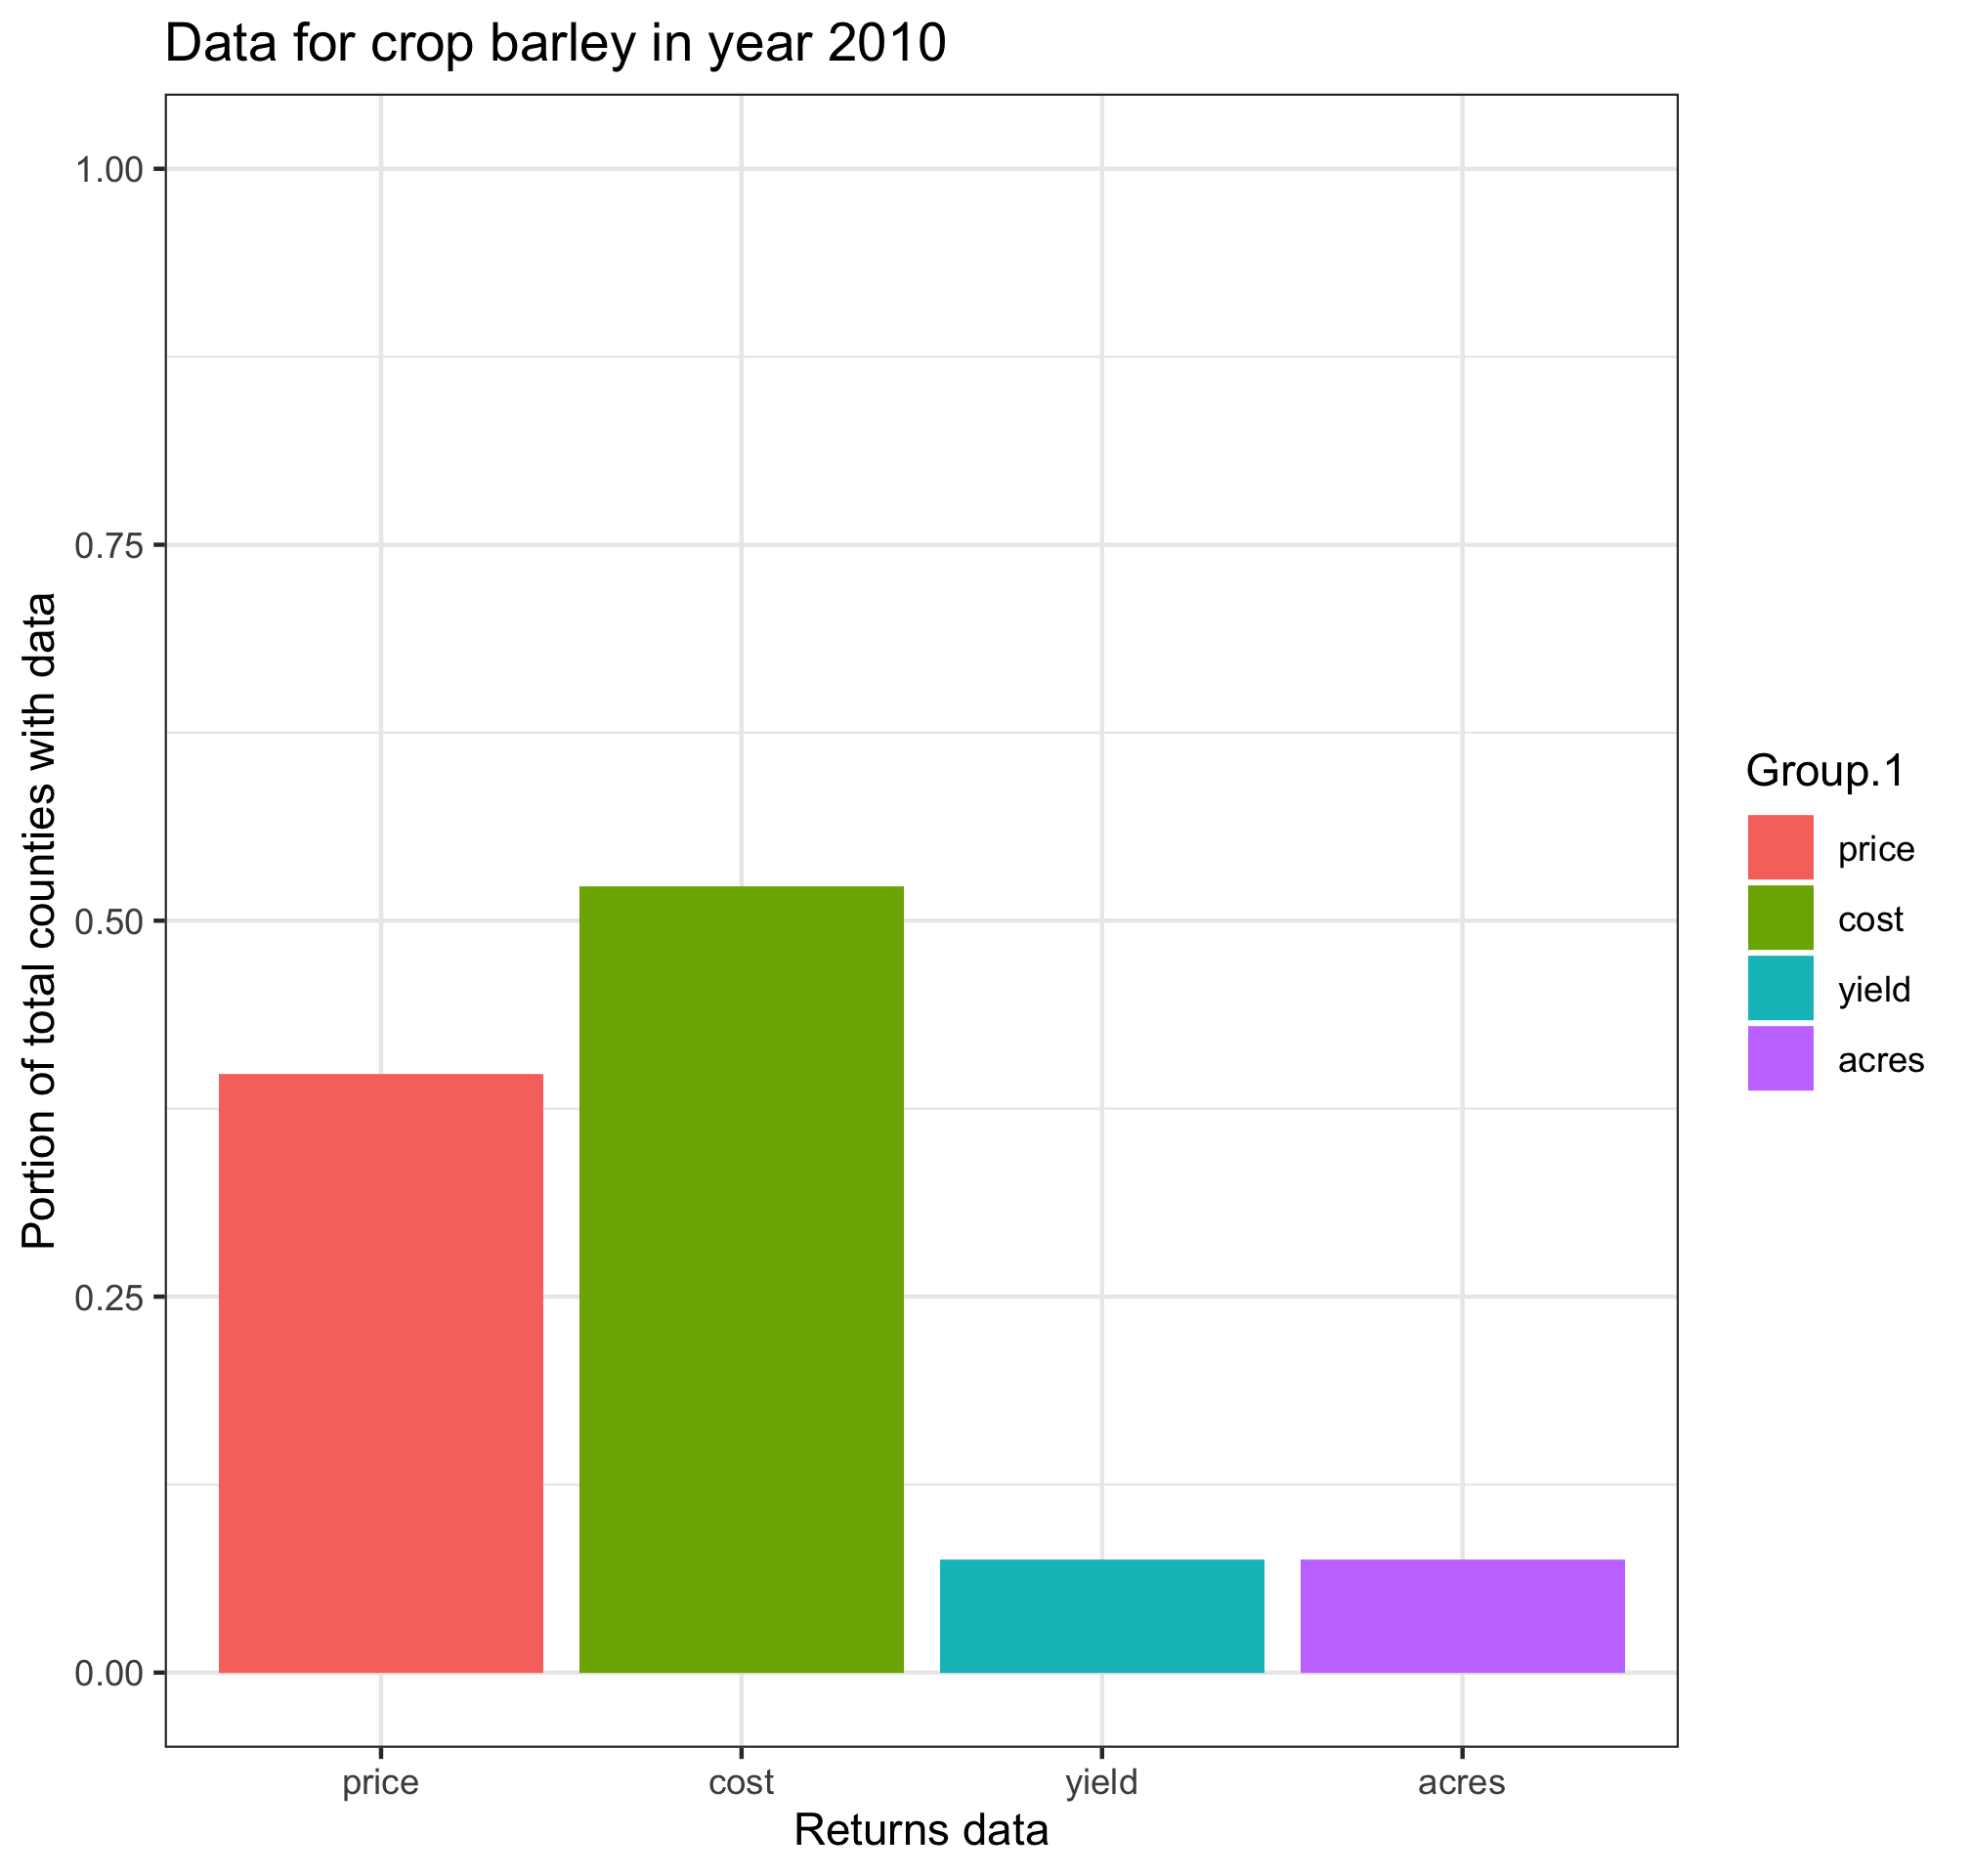 Data for crop barley in year 2010
Portion of total counties with data
1.00
0.75
0.50
0.25
0.00
price
cost
yield
acres
Returns data
Group.1
price
cost
yield
acres